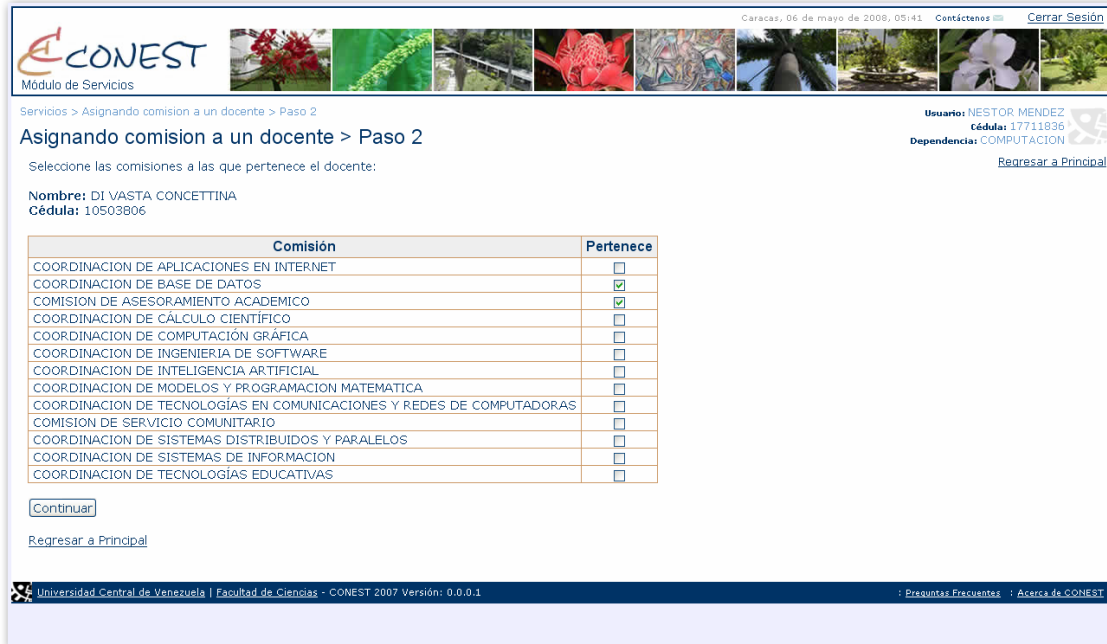 Caracas, 06 de mayo de 2008, 05:41 Contáctenos Cerrar Sesión
CONEST
Módulo de Servicios
Servicios > Asignando comision a un docente > Paso 2
Usuario: NESTOR MENDEZ
Cédula: 17711836
Dependencia: COMPUTACION
Regresar a Principal
Asignando comision a un docente > Paso 2
Seleccione las comisiones a las que pertenece el docente:
Nombre: DI VASTA CONCETTINA
Cédula: 10503806
Comisión Pertenece
COORDINACION DE APLICACIONES EN INTERNET
COORDINACION DE BASE DE DATOS
COMISION DE ASESORAMIENTO ACADEMICO
COORDINACION DE CÁLCULO CIENTÍFICO
COORDINACION DE COMPUTACIÓN GRÁFICA
COORDINACION DE INGENIERIA DE SOFTWARE
COORDINACION DE INTELIGENCIA ARTIFICIAL
COORDINACION DE MODELOS Y PROGRAMACION MATEMATICA
COORDINACION DE TECNOLOGÍAS EN COMUNICACIONES Y REDES DE COMPUTADORAS
COMISION DE SERVICIO COMUNITARIO
COORDINACION DE SISTEMAS DISTRIBUIDOS Y PARALELOS
COORDINACION DE SISTEMAS DE INFORMACION
COORDINACION DE TECNOLOGÍAS EDUCATIVAS
Continuar
Regresar a Principal
Universidad Central de Venezuela | Facultad de Ciencias - CONEST 2007 Versión: 0.0.0.1 : Preguntas Frecuentes : Acerca de CONEST